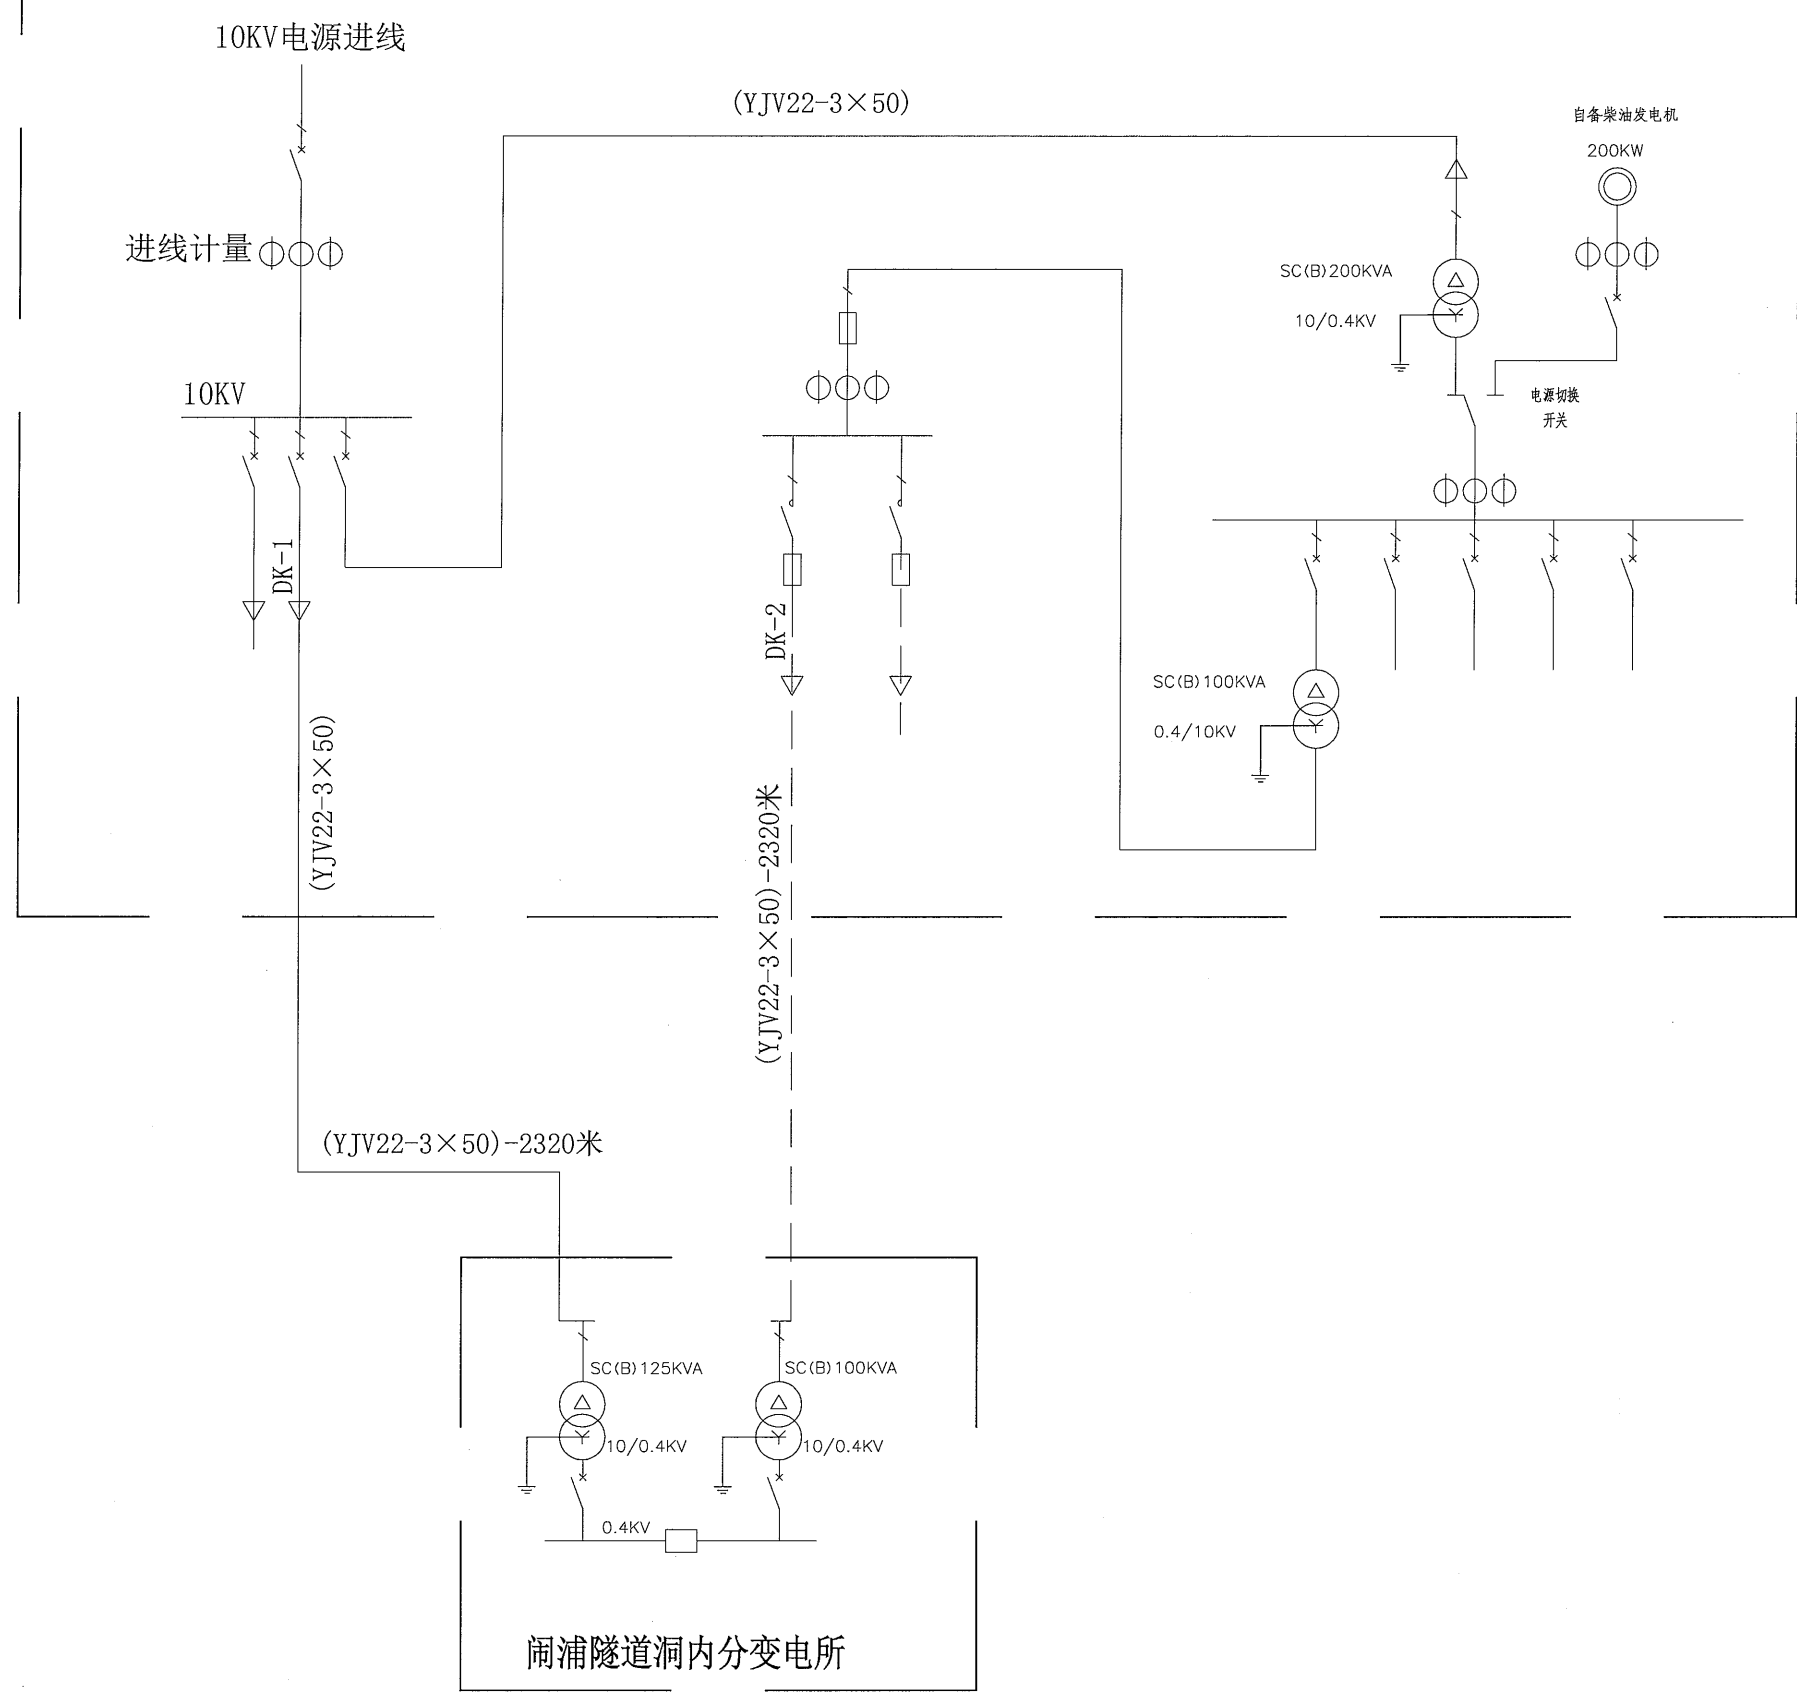 10KV电源进线
(YJV22-3×50)
自备柴油发电机
200KW
进线计量
SC(B)200KVA
10/0.4KV
10KV
电源切换
开关
DK-1
DK-2
SC(B)100KVA
0.4/10KV
(YJV22-3×50)
(YJV22-3×50)-2320米
(YJV22-3×50)-2320米
SC(B)125KVA
SC(B)100KVA
10/0.4KV
10/0.4KV
0.4KV
闹浦隧道洞内分变电所